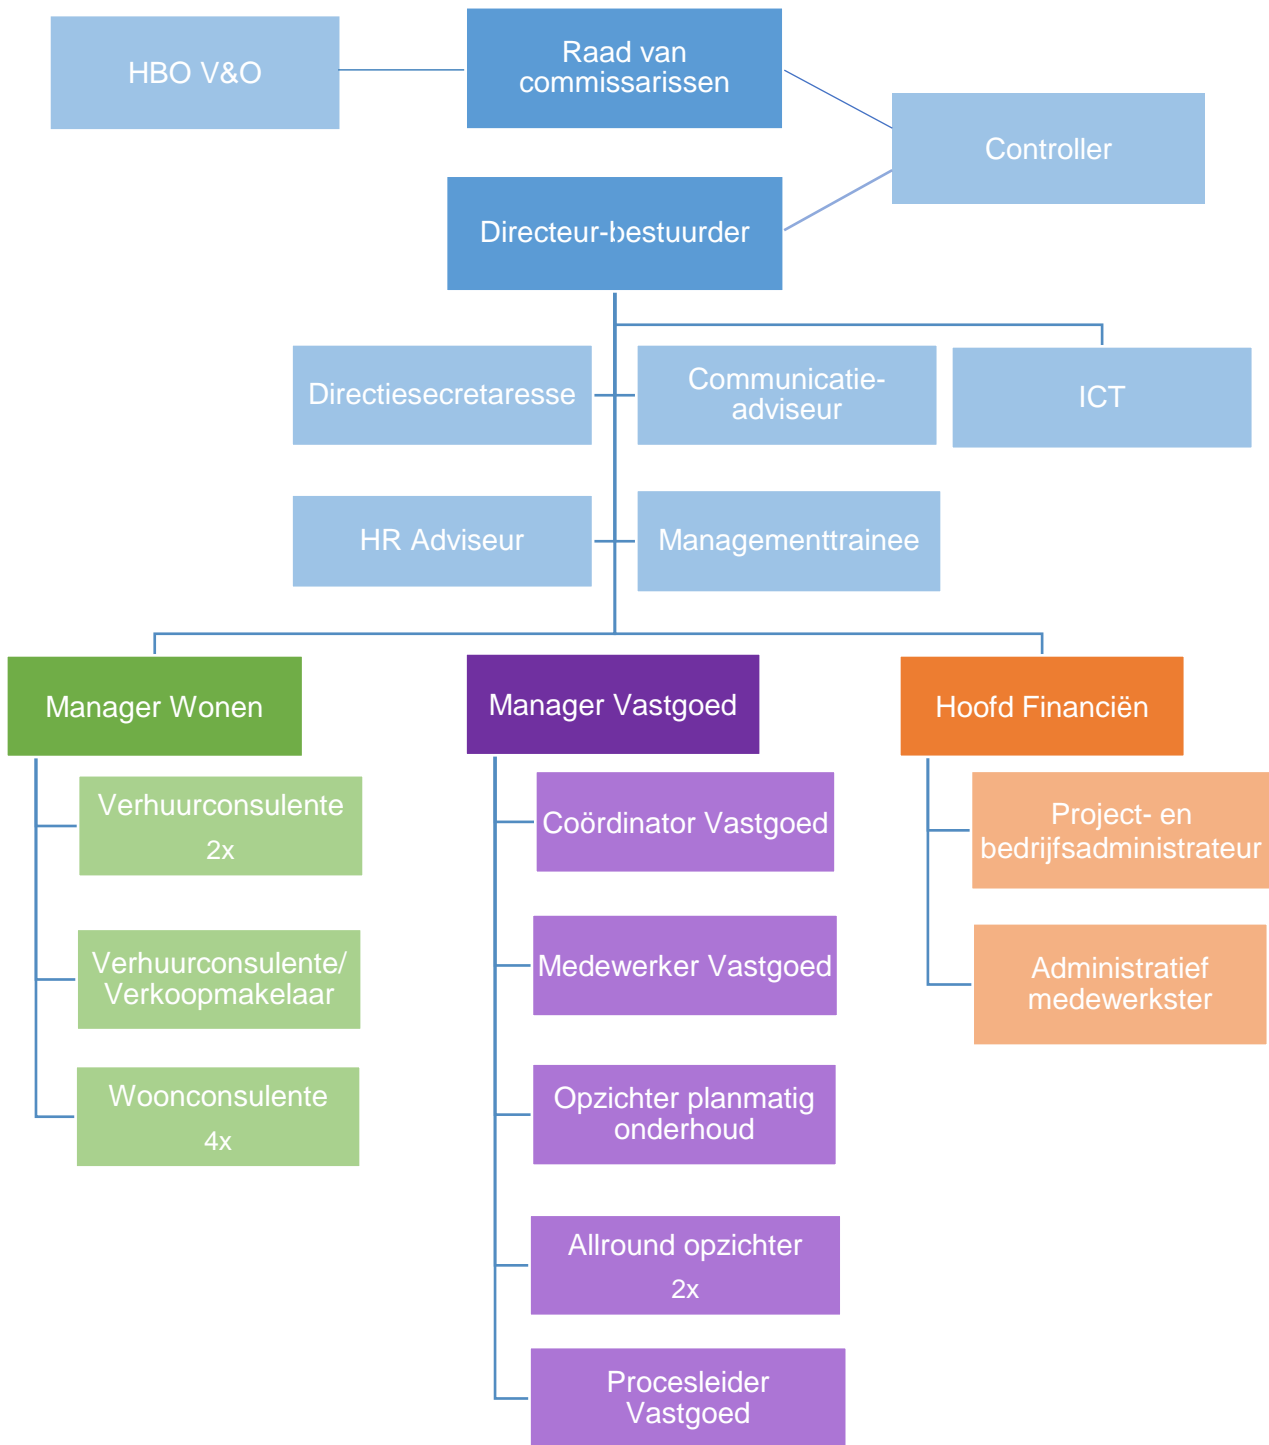 HBO V&O
Raad van
commissarissen
Controller
Directeur-bestuurder
Directiesecretaresse
Communicatie-
adviseur
ICT
HR Adviseur
Managementtrainee
Manager Wonen
Verhuurconsulente
2x
Verhuurconsulente/
Verkoopmakelaar
Woonconsulente
4x
Manager Vastgoed
Coördinator Vastgoed
Medewerker Vastgoed
Opzichter planmatig
onderhoud
Allround opzichter
2x
Procesleider
Vastgoed
Hoofd Financiën
Project- en
bedrijfsadministrateur
Administratief
medewerkster